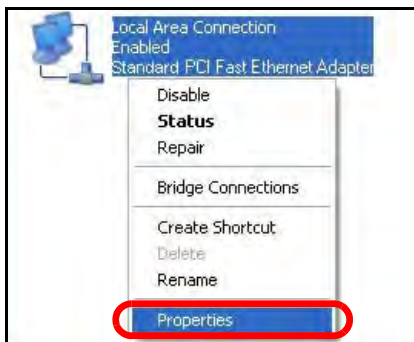 Local Area Connection
Enabled
Standard PCI Fast Ethernet Adapter
Disable
Status
Repair
Bridge Connections
Create Shortcut
Delete
Rename
Properties